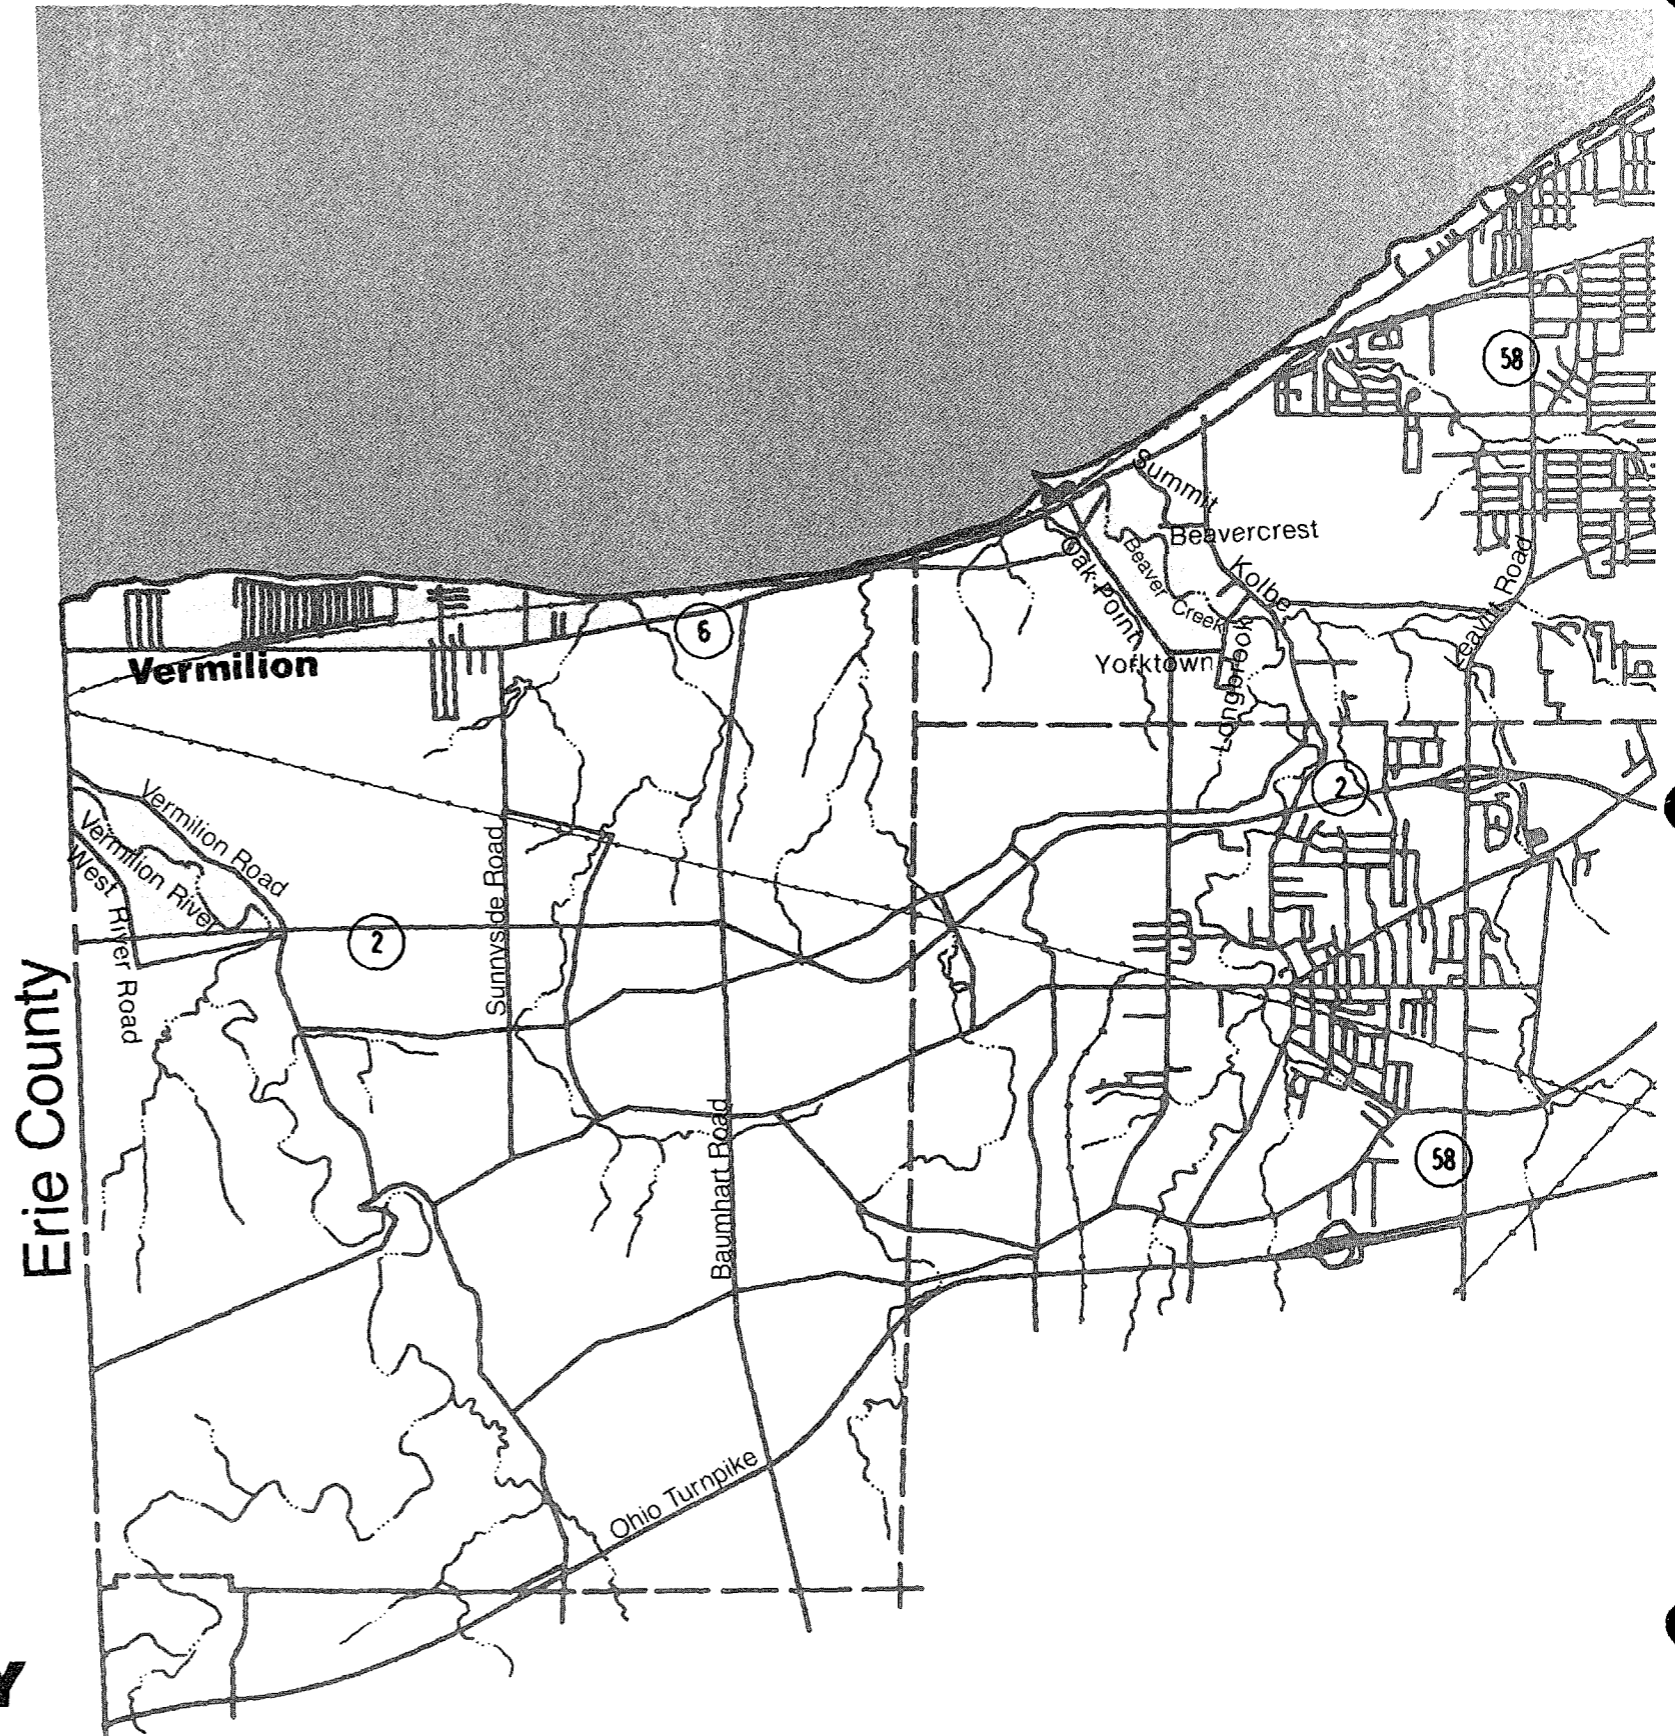 58
Summit
Beavercrest
Oak Point
Beaver Creek
Kolbe
Leavitt Road
6
Vermilion
Yorktown
Longbrook
2
Vermilion Road
Vermilion River
West River Road
Sunnyside Road
2
Erie County
Baumhart Road
58
Ohio Turnpike
Y